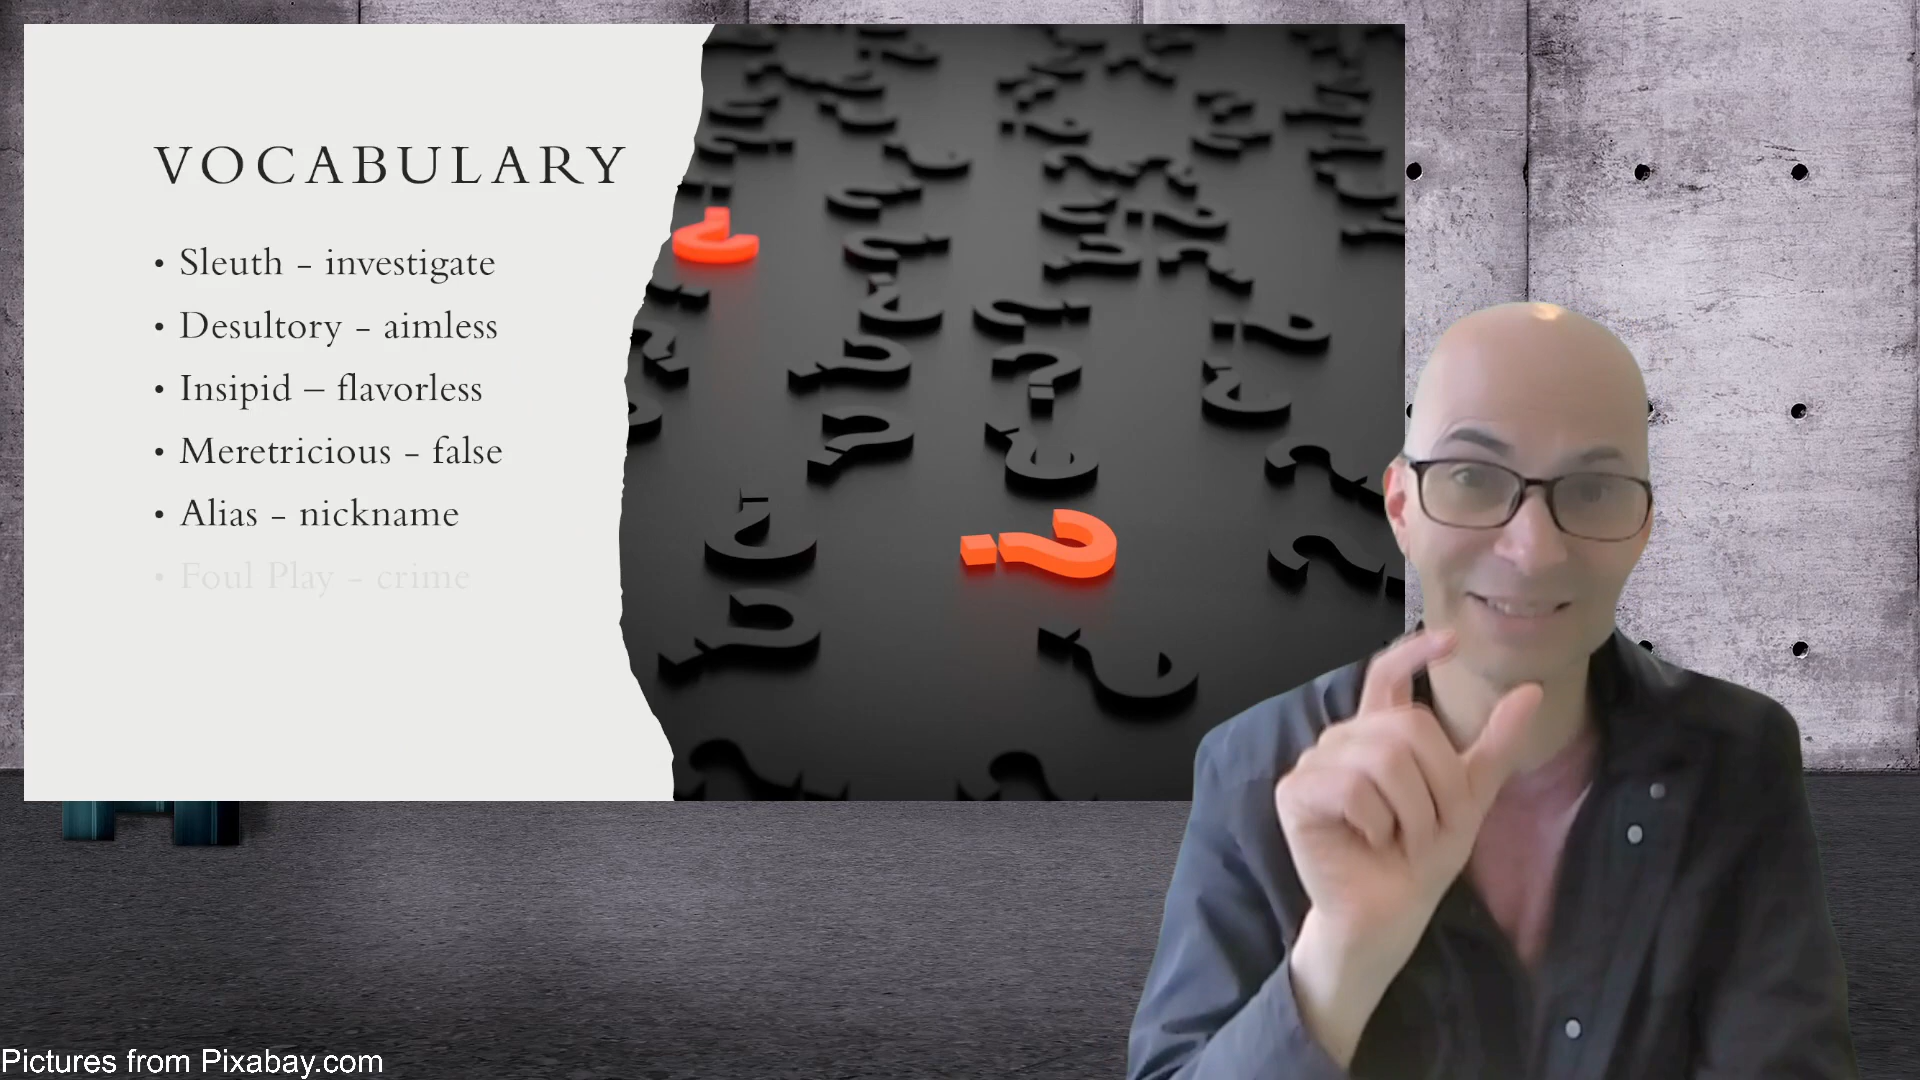 VOCABULARY
• Sleuth - investigate
• Desultory - aimless
• Insipid – flavorless
• Meretricious - false
• Alias - nickname
• Foul Play - crime
Pictures from Pixabay.com